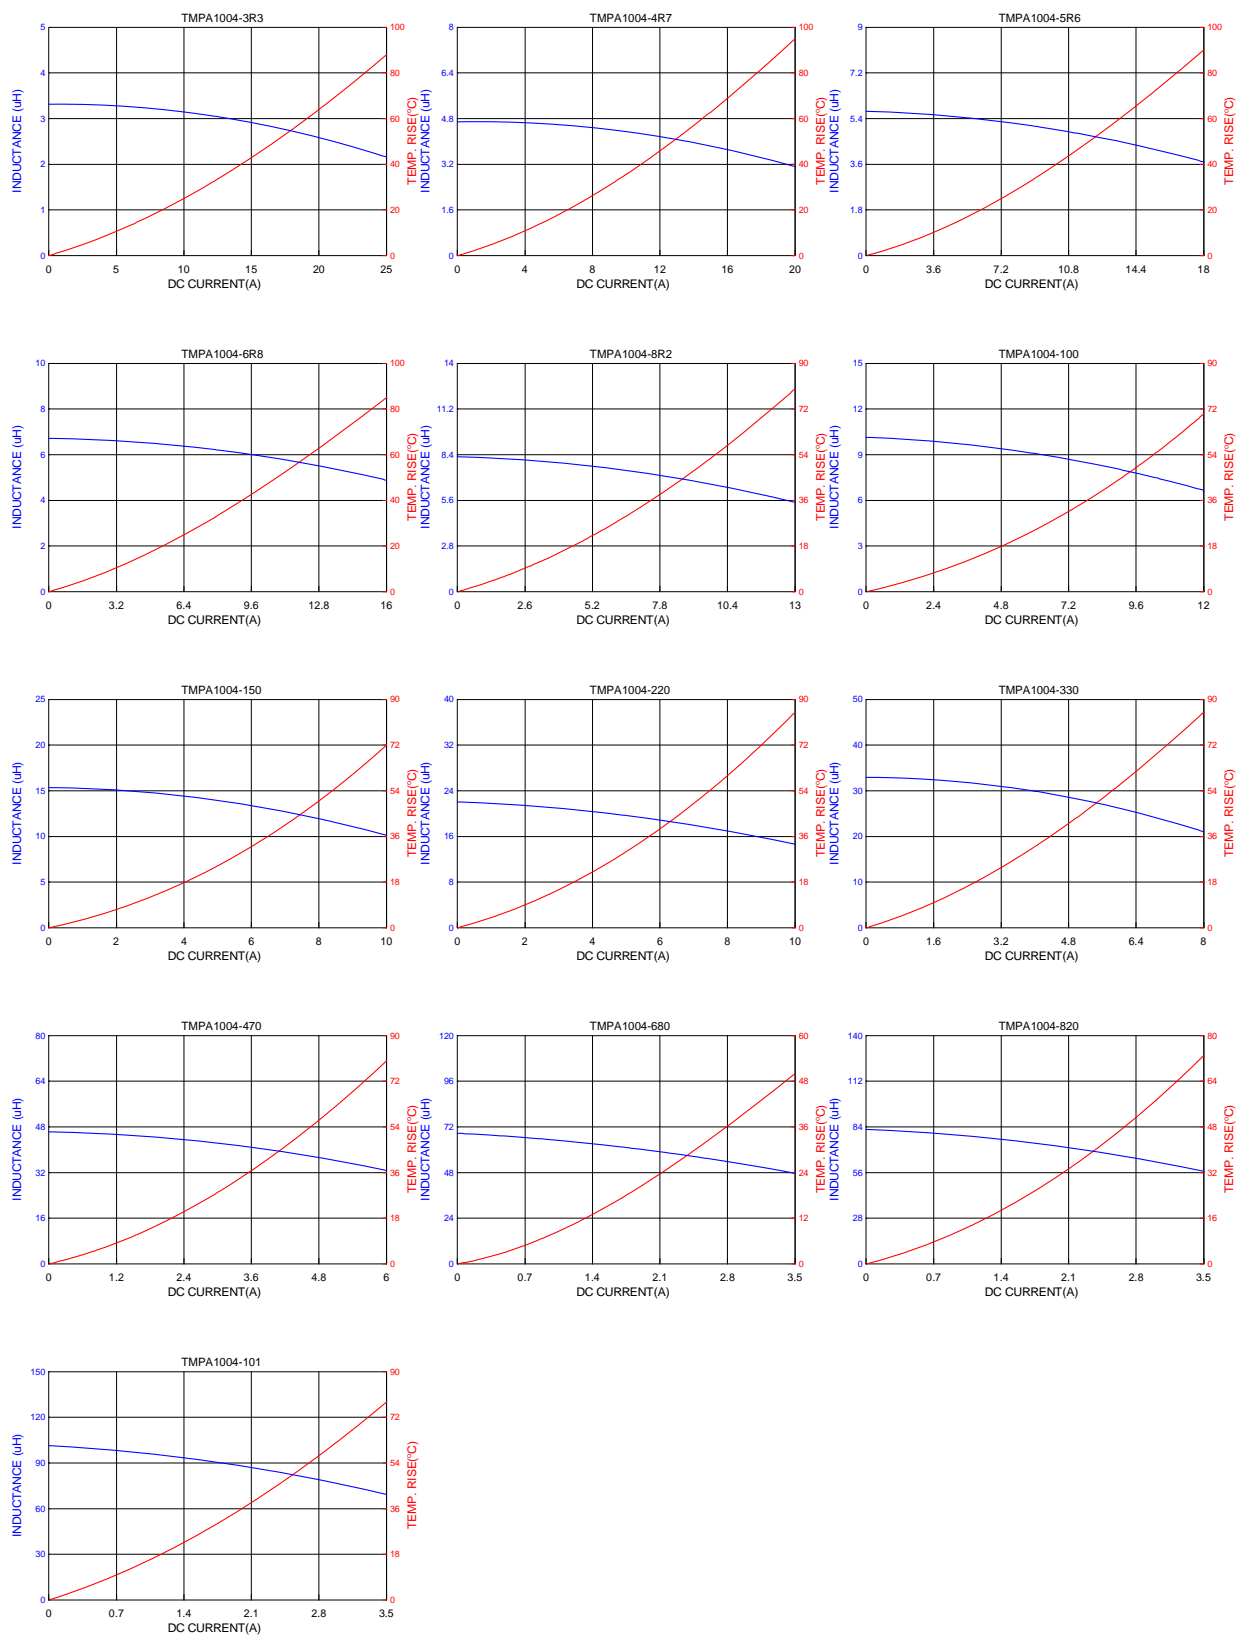 TMPA1004-3R3
5
4
3
2
1
0
INDUCTANCE (uH)
100
80
60
40
20
0
TEMP. RISE(°C)
0 5 10 15 20 25
DC CURRENT(A)
TMPA1004-4R7
8
6.4
4.8
3.2
1.6
0
INDUCTANCE (uH)
100
80
60
40
20
0
TEMP. RISE(°C)
0 4 8 12 16 20
DC CURRENT(A)
TMPA1004-5R6
9
7.2
5.4
3.6
1.8
0
INDUCTANCE (uH)
100
80
60
40
20
0
TEMP. RISE(°C)
0 3.6 7.2 10.8 14.4 18
DC CURRENT(A)
TMPA1004-6R8
10
8
6
4
2
0
INDUCTANCE (uH)
100
80
60
40
20
0
TEMP. RISE(°C)
0 3.2 6.4 9.6 12.8 16
DC CURRENT(A)
TMPA1004-8R2
14
11.2
8.4
5.6
2.8
0
INDUCTANCE (uH)
90
72
54
36
18
0
TEMP. RISE(°C)
0 2.6 5.2 7.8 10.4 13
DC CURRENT(A)
TMPA1004-100
15
12
9
6
3
0
INDUCTANCE (uH)
90
72
54
36
18
0
TEMP. RISE(°C)
0 2.4 4.8 7.2 9.6 12
DC CURRENT(A)
TMPA1004-150
25
20
15
10
5
0
INDUCTANCE (uH)
90
72
54
36
18
0
TEMP. RISE(°C)
0 2 4 6 8 10
DC CURRENT(A)
TMPA1004-220
40
32
24
16
8
0
INDUCTANCE (uH)
90
72
54
36
18
0
TEMP. RISE(°C)
0 2 4 6 8 10
DC CURRENT(A)
TMPA1004-330
50
40
30
20
10
0
INDUCTANCE (uH)
90
72
54
36
18
0
TEMP. RISE(°C)
0 1.6 3.2 4.8 6.4 8
DC CURRENT(A)
TMPA1004-470
80
64
48
32
16
0
INDUCTANCE (uH)
90
72
54
36
18
0
TEMP. RISE(°C)
0 1.2 2.4 3.6 4.8 6
DC CURRENT(A)
TMPA1004-680
120
96
72
48
24
0
INDUCTANCE (uH)
60
48
36
24
12
0
TEMP. RISE(°C)
0 0.7 1.4 2.1 2.8 3.5
DC CURRENT(A)
TMPA1004-820
140
112
84
56
28
0
INDUCTANCE (uH)
80
64
48
32
16
0
TEMP. RISE(°C)
0 0.7 1.4 2.1 2.8 3.5
DC CURRENT(A)
TMPA1004-101
150
120
90
60
30
0
INDUCTANCE (uH)
90
72
54
36
18
0
TEMP. RISE(°C)
0 0.7 1.4 2.1 2.8 3.5
DC CURRENT(A)